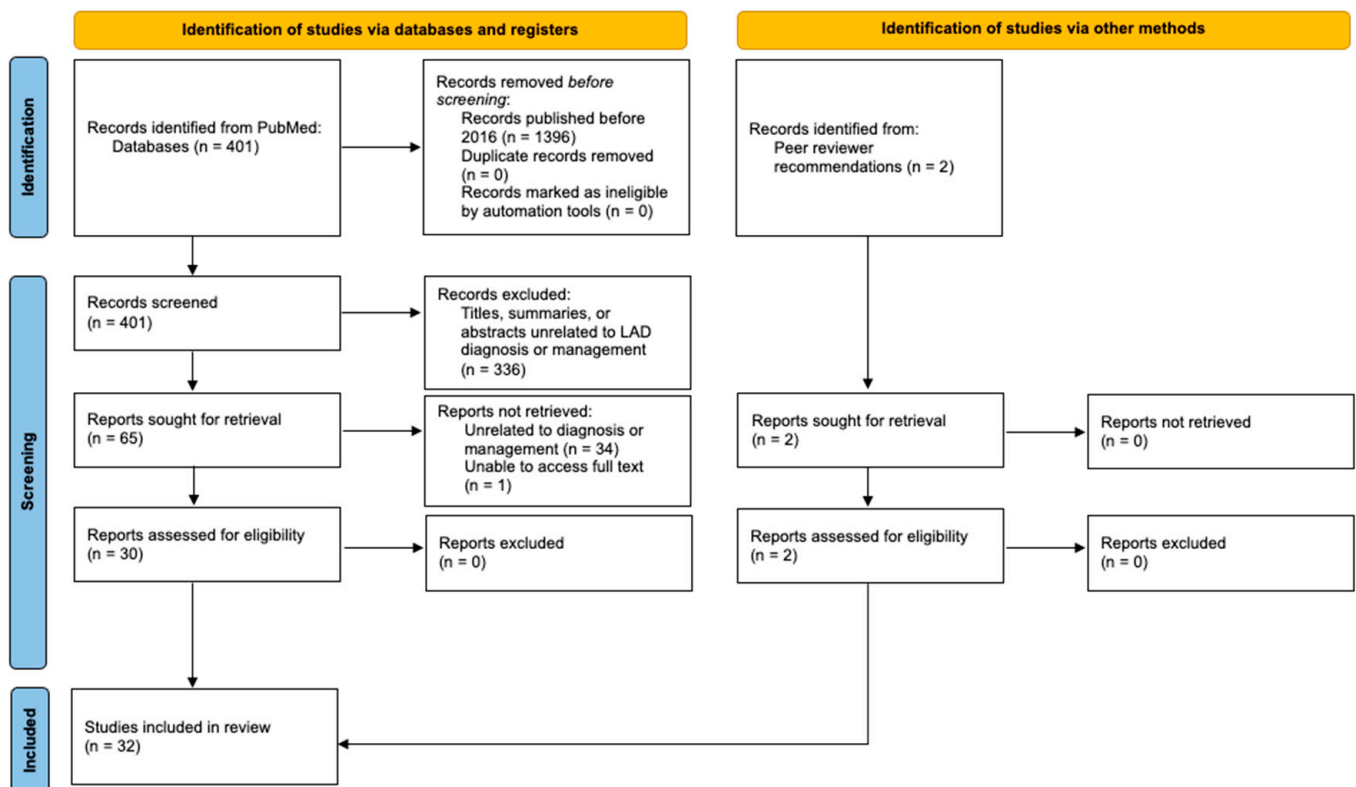 Identification of studies via databases and registers
Identification of studies via other methods
Identification
Records identified from PubMed:
Databases (n = 401)
Records removed before
screening:
Records published before
2016 (n = 1396)
Duplicate records removed
(n = 0)
Records marked as ineligible
by automation tools (n = 0)
Records identified from:
Peer reviewer
recommendations (n = 2)
Screening
Records screened
(n = 401)
Records excluded:
Titles, summaries, or
abstracts unrelated to LAD
diagnosis or management
(n = 336)
Reports sought for retrieval
(n = 65)
Reports not retrieved:
Unrelated to diagnosis or
management (n = 34)
Unable to access full text
(n = 1)
Reports sought for retrieval
(n = 2)
Reports not retrieved
(n = 0)
Reports assessed for eligibility
(n = 30)
Reports excluded
(n = 0)
Reports assessed for eligibility
(n = 2)
Reports excluded
(n = 0)
Included
Studies included in review
(n = 32)